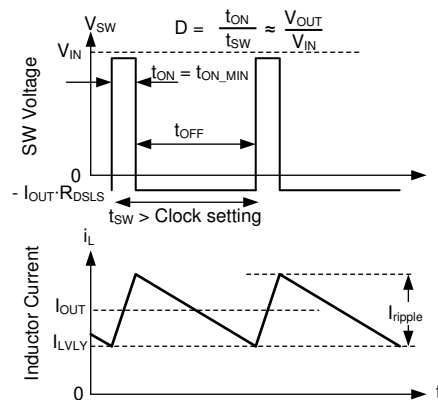 V_SW
D = t_ON / t_SW ≈ V_OUT / V_IN
V_IN
t_ON = t_ON_MIN
SW Voltage
t_OFF
0
- I_OUT·R_DSLS
t_SW > Clock setting
i_L
Inductor Current
I_OUT
I_ripple
I_LVLY
0
t